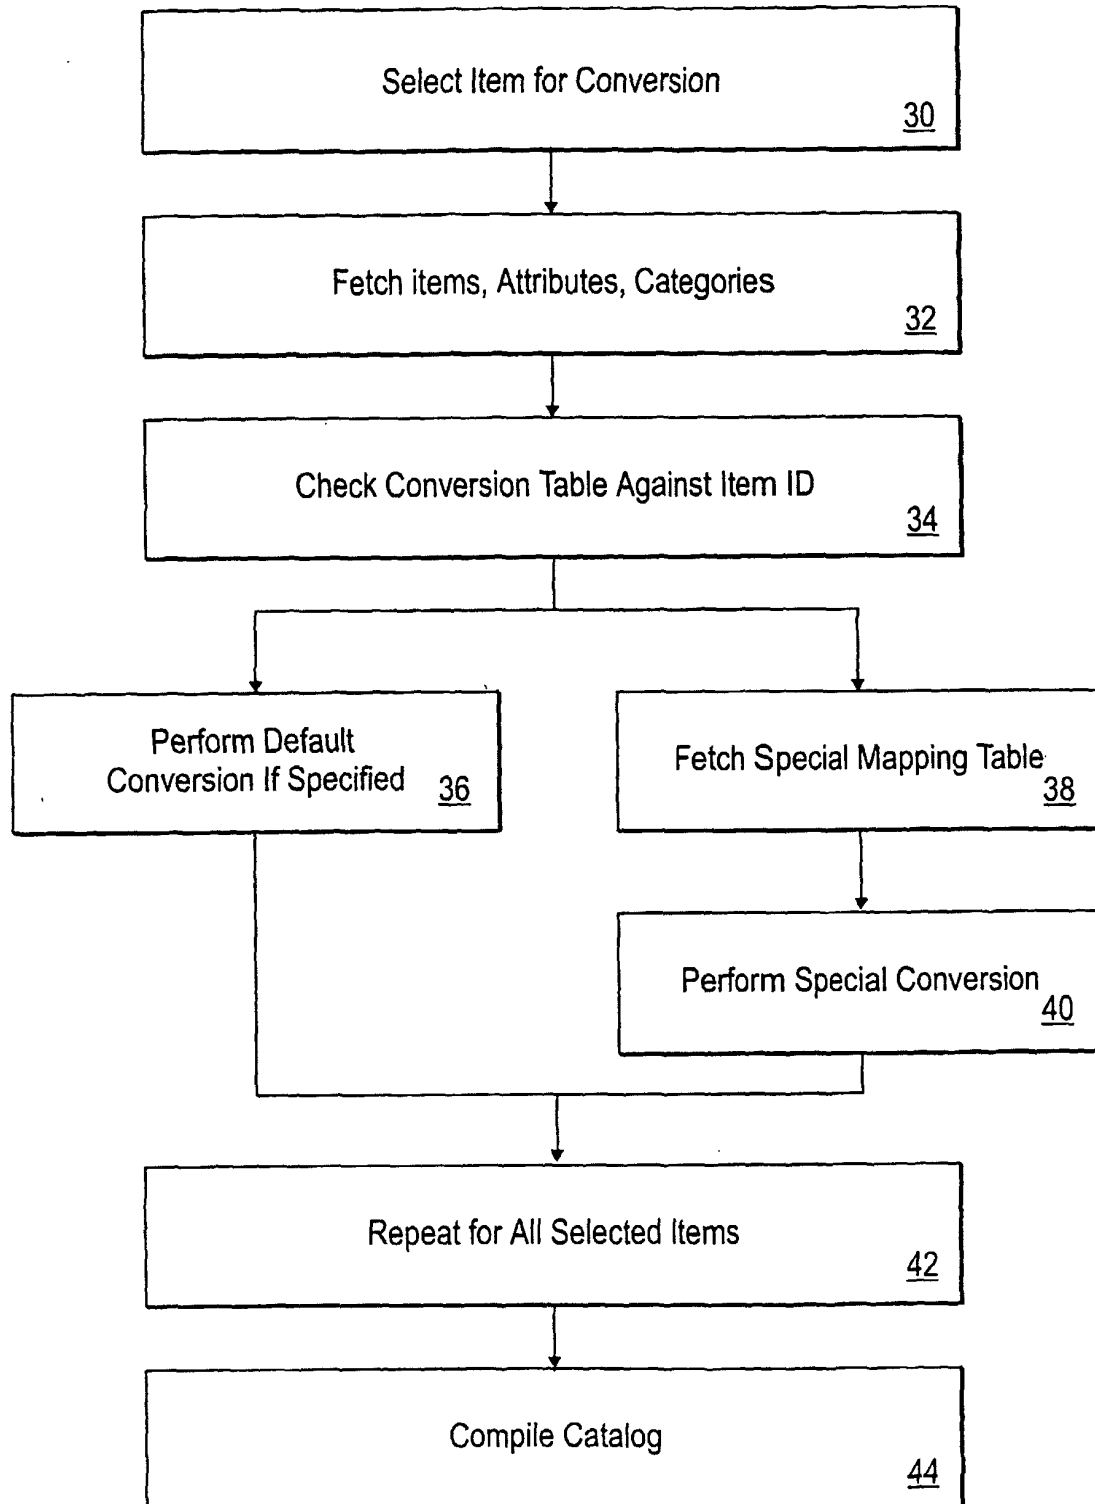 Select Item for Conversion
30
Fetch items, Attributes, Categories
32
Check Conversion Table Against Item ID
34
Perform Default
Conversion If Specified
36
Fetch Special Mapping Table
38
Perform Special Conversion
40
Repeat for All Selected Items
42
Compile Catalog
44